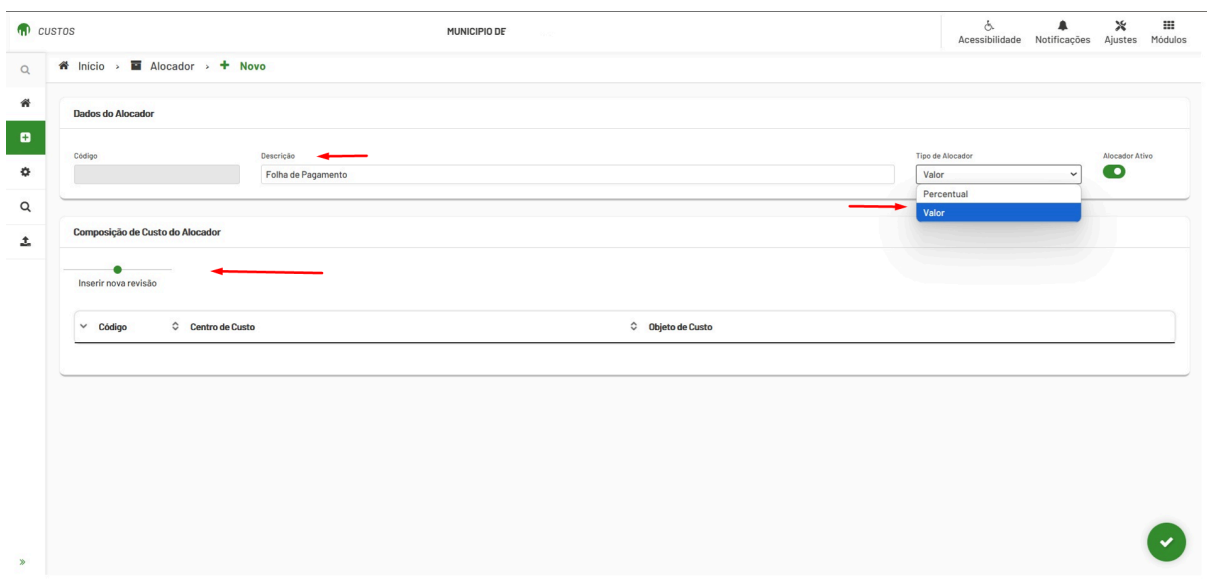 CUSTOS
MUNICIPIO DE
Acessibilidade Notificações Ajustes Módulos
Início › Alocador › + Novo
Dados do Alocador
Código Descrição Tipo de Alocador Alocador Ativo
Folha de Pagamento Valor
Percentual
Valor
Composição de Custo do Alocador
Inserir nova revisão
Código Centro de Custo Objeto de Custo
»